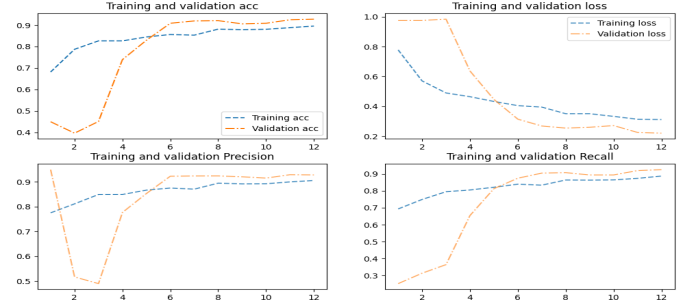 Training and validation acc
0.9
0.8
0.7
0.6
0.5
0.4
Training acc
Validation acc
2 4 6 8 10 12
Training and validation loss
1.0
0.8
0.6
0.4
0.2
Training loss
Validation loss
2 4 6 8 10 12
Training and validation Precision
0.9
0.8
0.7
0.6
0.5
2 4 6 8 10 12
Training and validation Recall
0.9
0.8
0.7
0.6
0.5
0.4
0.3
2 4 6 8 10 12